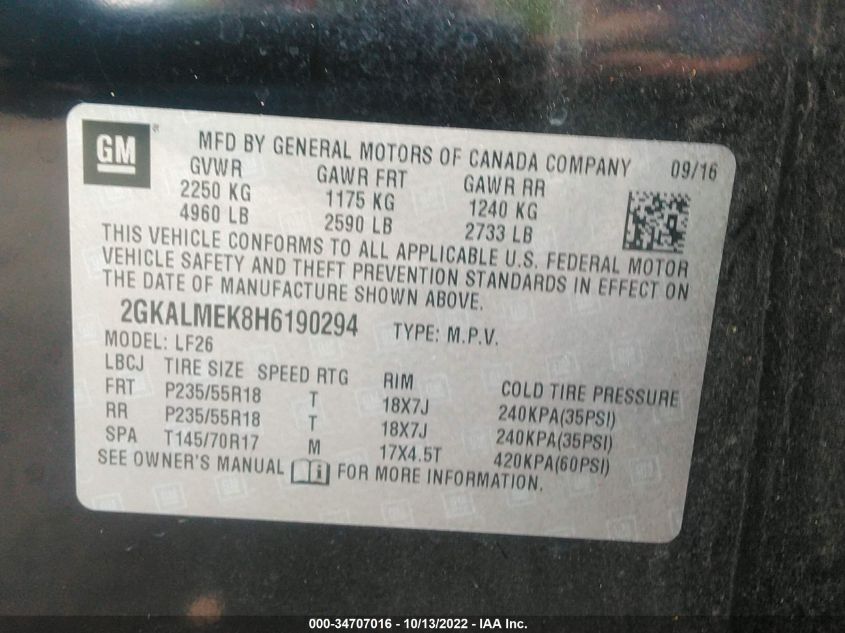 GM MFD BY GENERAL MOTORS OF CANADA COMPANY 09/16
GVWR GAWR FRT GAWR RR
2250 KG 1175 KG 1240 KG
4960 LB 2590 LB 2733 LB
THIS VEHICLE CONFORMS TO ALL APPLICABLE U.S. FEDERAL MOTOR
VEHICLE SAFETY AND THEFT PREVENTION STANDARDS IN EFFECT ON
THE DATE OF MANUFACTURE SHOWN ABOVE.
2GKALMEK8H6190294 TYPE: M.P.V.
MODEL: LF26
LBCJ TIRE SIZE SPEED RTG RIM COLD TIRE PRESSURE
FRT P235/55R18 T 18X7J 240KPA(35PSI)
RR P235/55R18 T 18X7J 240KPA(35PSI)
SPA T145/70R17 M 17X4.5T 420KPA(60PSI)
SEE OWNER'S MANUAL FOR MORE INFORMATION.
000-34707016 - 10/13/2022 - IAA Inc.